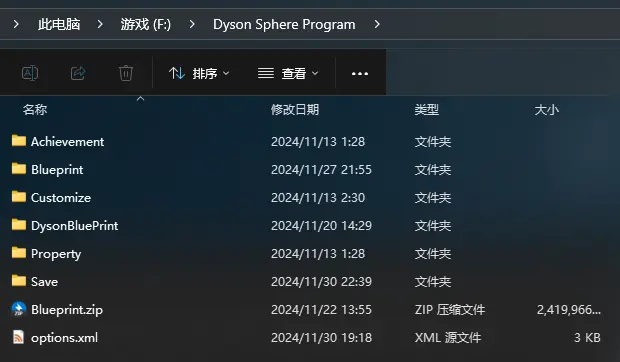 此电脑 游戏 (F:) Dyson Sphere Program
排序 查看
名称 修改日期 类型 大小
Achievement 2024/11/13 1:28 文件夹
Blueprint 2024/11/27 21:55 文件夹
Customize 2024/11/13 2:30 文件夹
DysonBluePrint 2024/11/20 14:29 文件夹
Property 2024/11/13 1:28 文件夹
Save 2024/11/30 22:39 文件夹
Blueprint.zip 2024/11/22 13:55 ZIP 压缩文件 2,419,966...
options.xml 2024/11/30 19:18 XML 源文件 3 KB